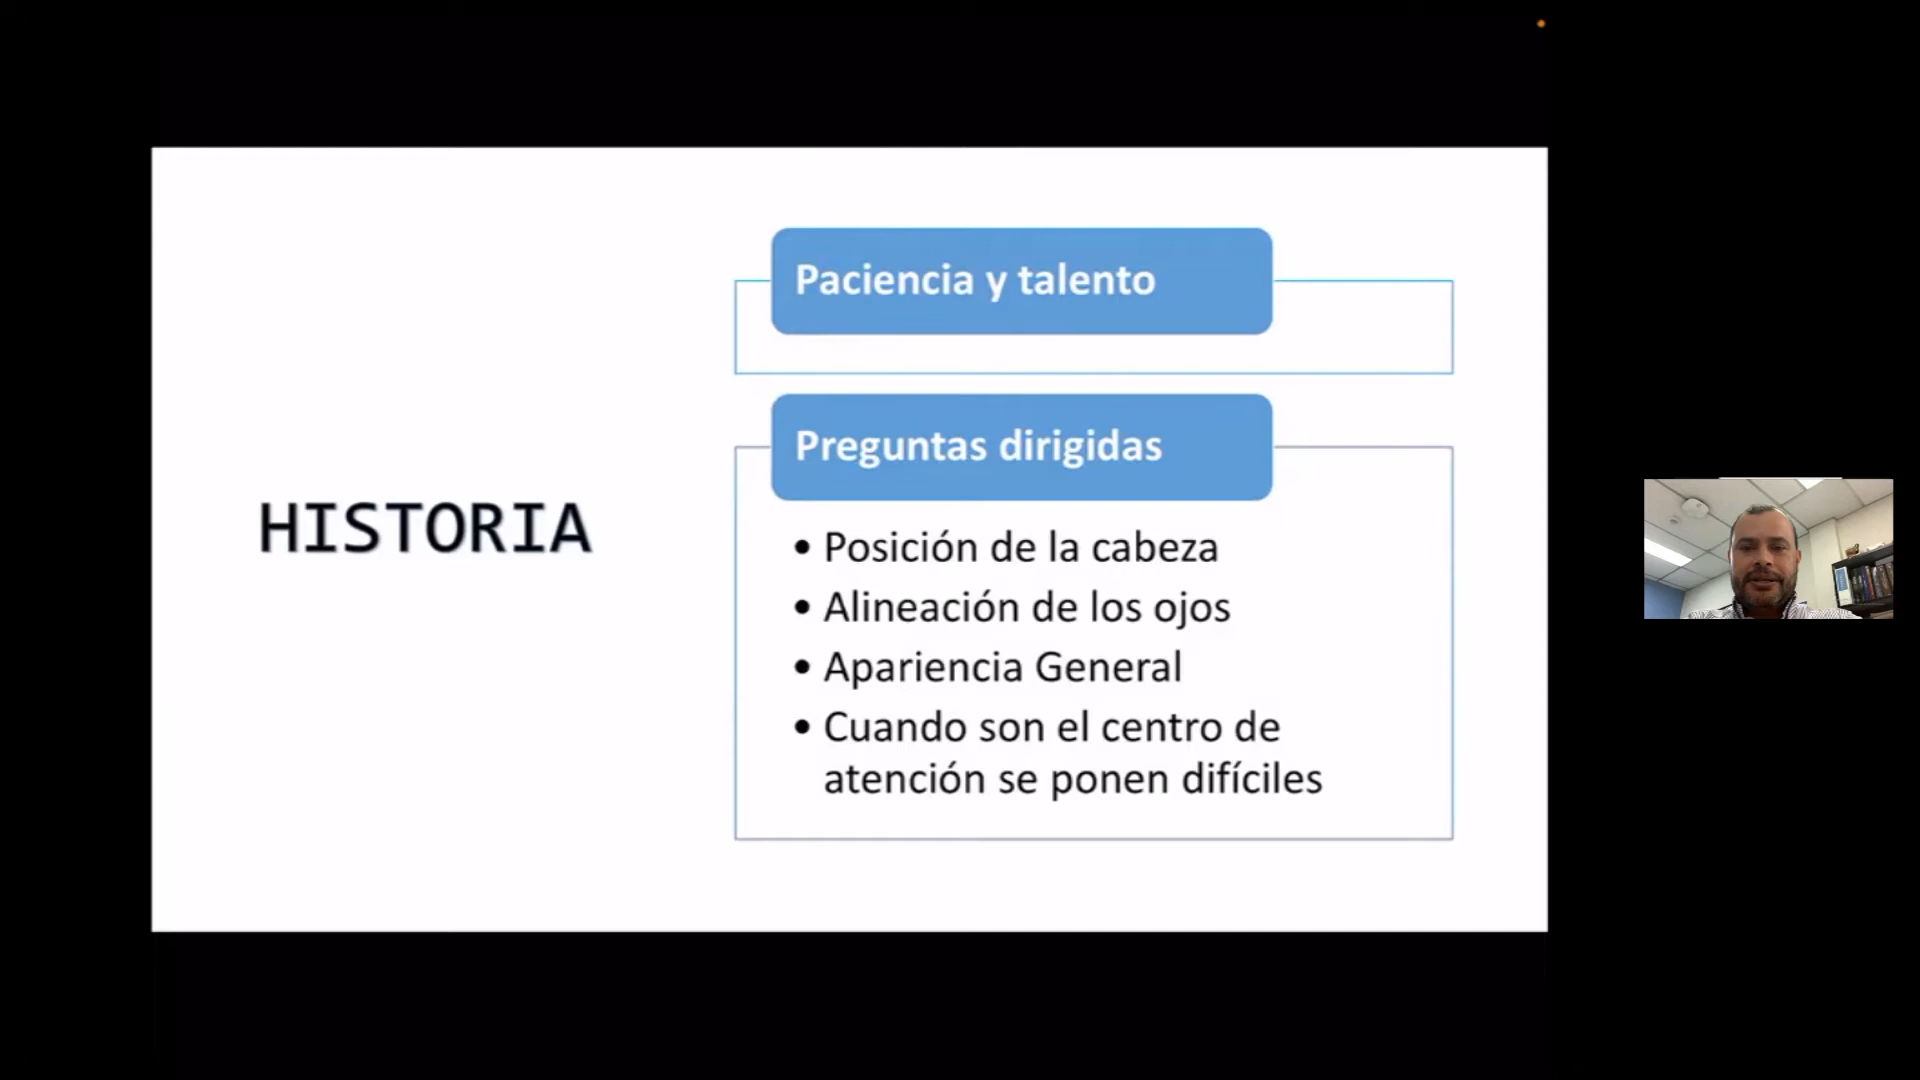 HISTORIA
Paciencia y talento
Preguntas dirigidas
• Posición de la cabeza
• Alineación de los ojos
• Apariencia General
• Cuando son el centro de
atención se ponen difíciles